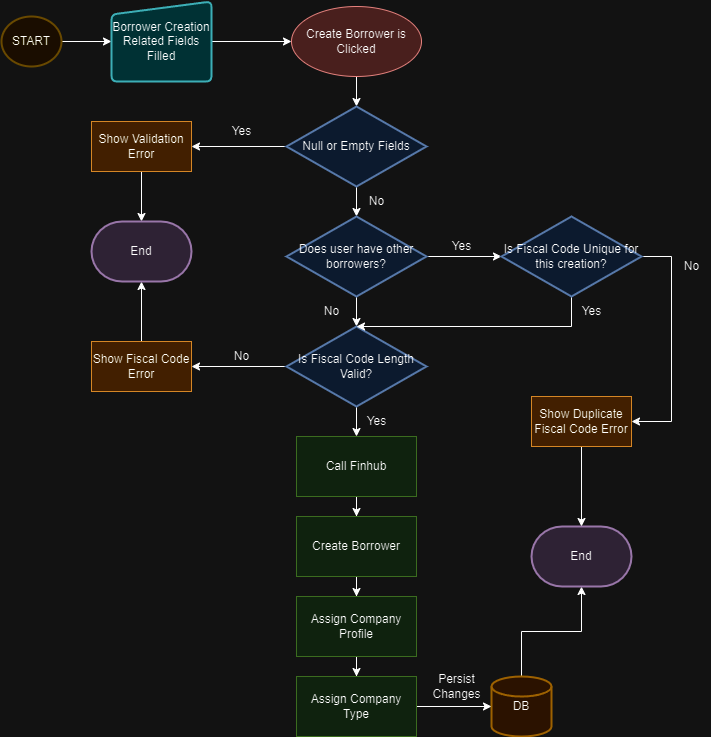 START
Borrower Creation
Related Fields
Filled
Create Borrower is
Clicked
Null or Empty Fields
Yes
Show Validation
Error
End
No
Does user have other
borrowers?
Yes
Is Fiscal Code Unique for
this creation?
No
No
Yes
Is Fiscal Code Length
Valid?
No
Show Fiscal Code
Error
Yes
Show Duplicate
Fiscal Code Error
Call Finhub
Create Borrower
End
Assign Company
Profile
Assign Company
Type
Persist
Changes
DB